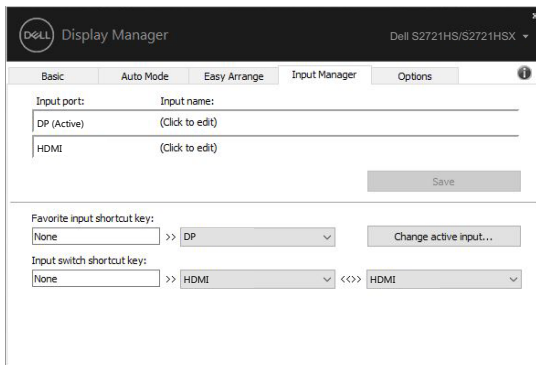 DELL Display Manager Dell S2721HS/S2721HSX
Basic Auto Mode Easy Arrange Input Manager Options
Input port: Input name:
DP (Active) (Click to edit)
HDMI (Click to edit)
Save
Favorite input shortcut key:
None >> DP Change active input...
Input switch shortcut key:
None >> HDMI <<>> HDMI